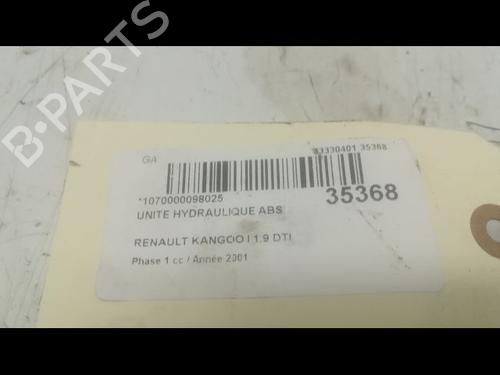 B-PARTS
GA
83330401 35368
*1070000098025
35368
UNITE HYDRAULIQUE ABS
RENAULT KANGOO I 1.9 DTI
Phase 1 cc / Année 2001